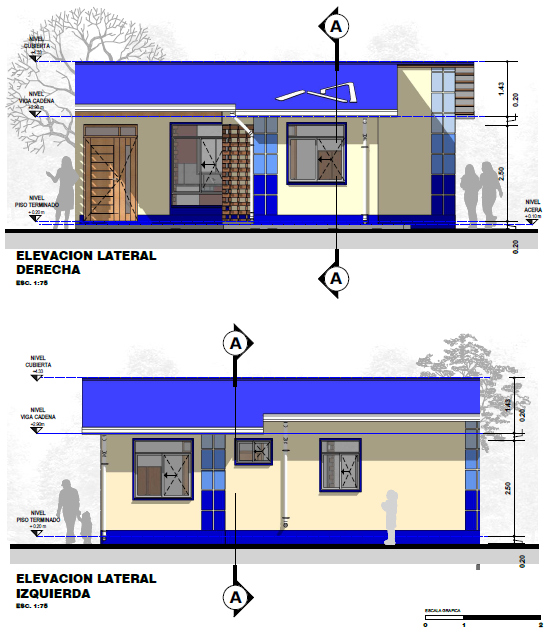 A
NIVEL
CUBIERTA
+4.33
1.43
NIVEL
VIGA CADENA
+2.90 m
0.20
2.50
NIVEL
PISO TERMINADO
+ 0.20 m
NIVEL
ACERA
+ 0.10 m
0.20
ELEVACION LATERAL
DERECHA
ESC. 1:75
A
A
NIVEL
CUBIERTA
+4.33
1.43
NIVEL
VIGA CADENA
+2.90m
0.20
2.50
NIVEL
PISO TERMINADO
+ 0.20 m
0.20
ELEVACION LATERAL
IZQUIERDA
ESC. 1:75
A
ESCALA GRAFICA
0 1 2